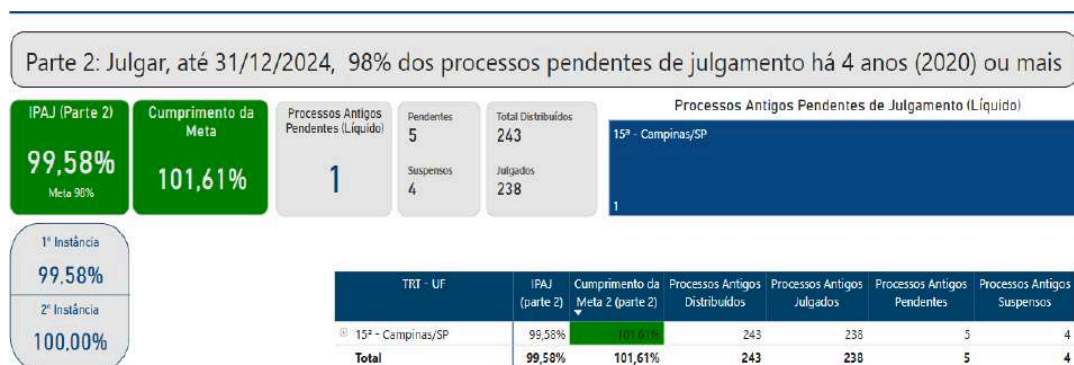 Parte 2: Julgar, até 31/12/2024, 98% dos processos pendentes de julgamento há 4 anos (2020) ou mais
IPAJ (Parte 2)
99,58%
Meta 98%
Cumprimento da
Meta
101,61%
Processos Antigos
Pendentes (Líquido)
1
Pendentes
5
Suspensos
4
Total Distribuídos
243
Julgados
238
Processos Antigos Pendentes de Julgamento (Líquido)
15ª - Campinas/SP
1
1ª Instância
99,58%
2ª Instância
100,00%
TRT - UF IPAJ (parte 2) Cumprimento da Meta 2 (parte 2) Processos Antigos Distribuídos Processos Antigos Julgados Processos Antigos Pendentes Processos Antigos Suspensos
15ª - Campinas/SP 99,58% 101,61% 243 238 5 4
Total 99,58% 101,61% 243 238 5 4